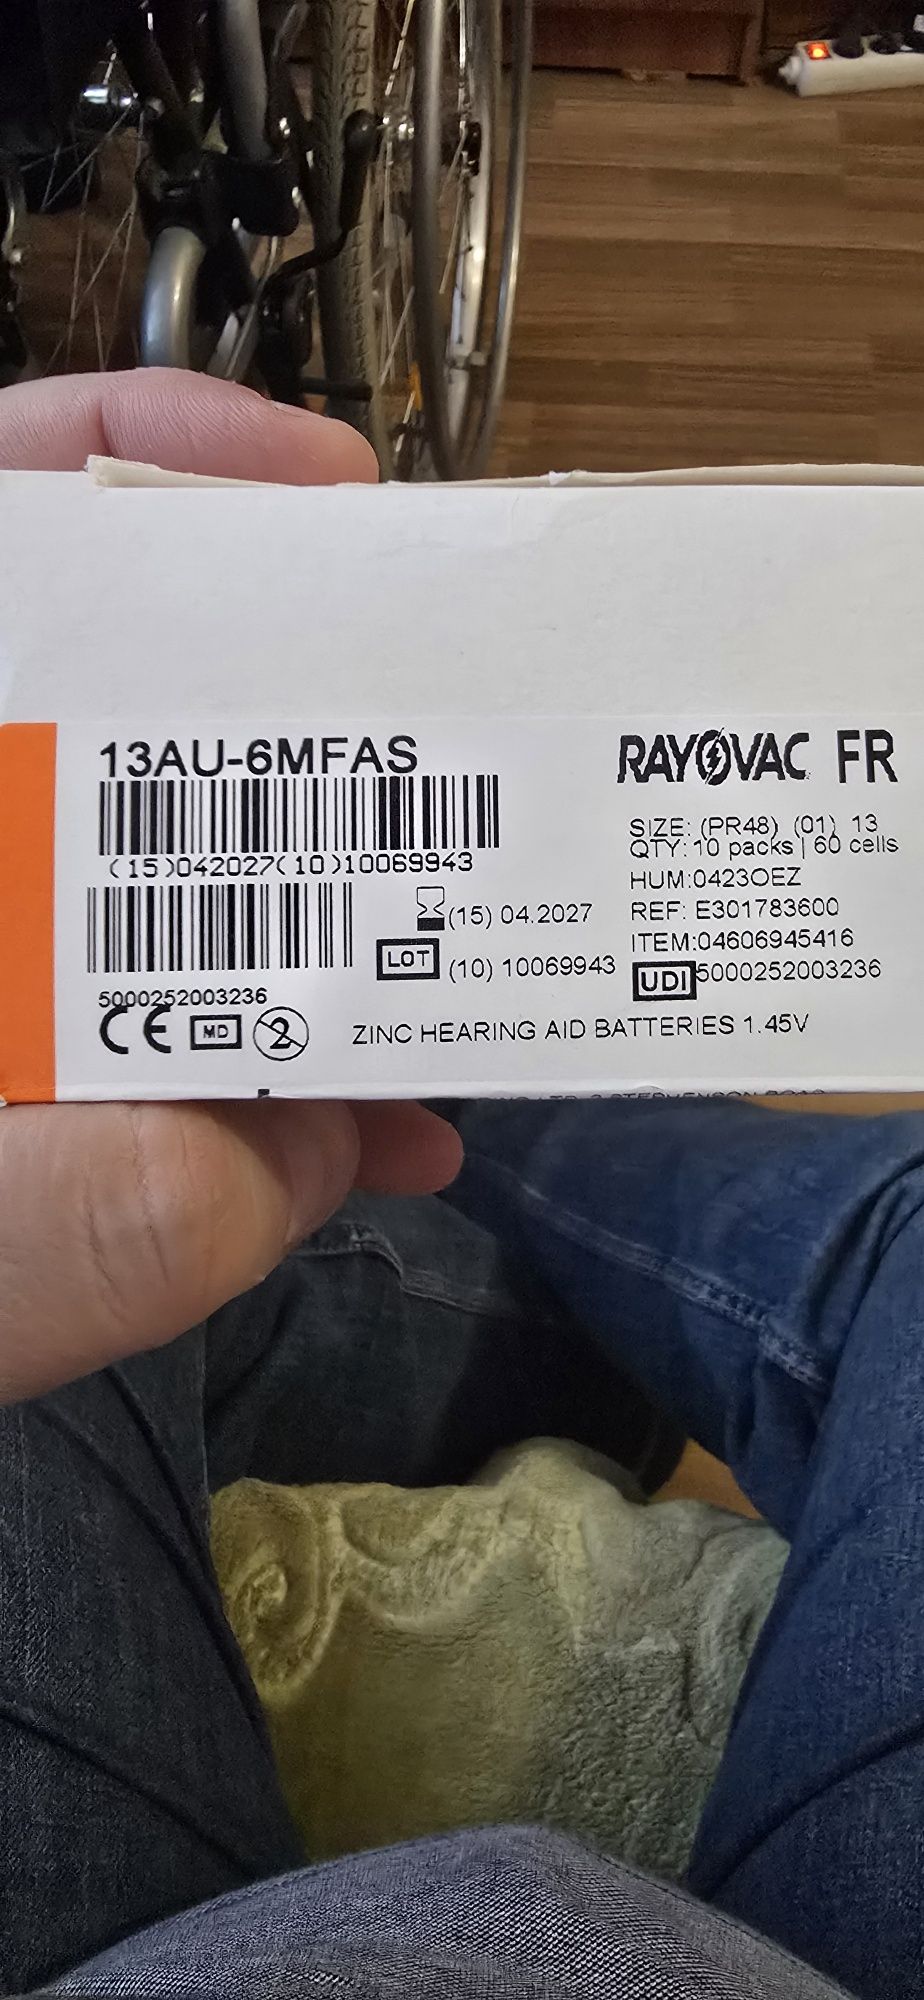 13AU-6MFAS
(15)042027(10)10069943
(15) 04.2027
LOT (10) 10069943
5000252003236
CE MD 2
RAYOVAC FR
SIZE: (PR48) (01) 13
QTY: 10 packs | 60 cells
HUM:0423OEZ
REF: E301783600
ITEM:04606945416
UDI 5000252003236
ZINC HEARING AID BATTERIES 1.45V